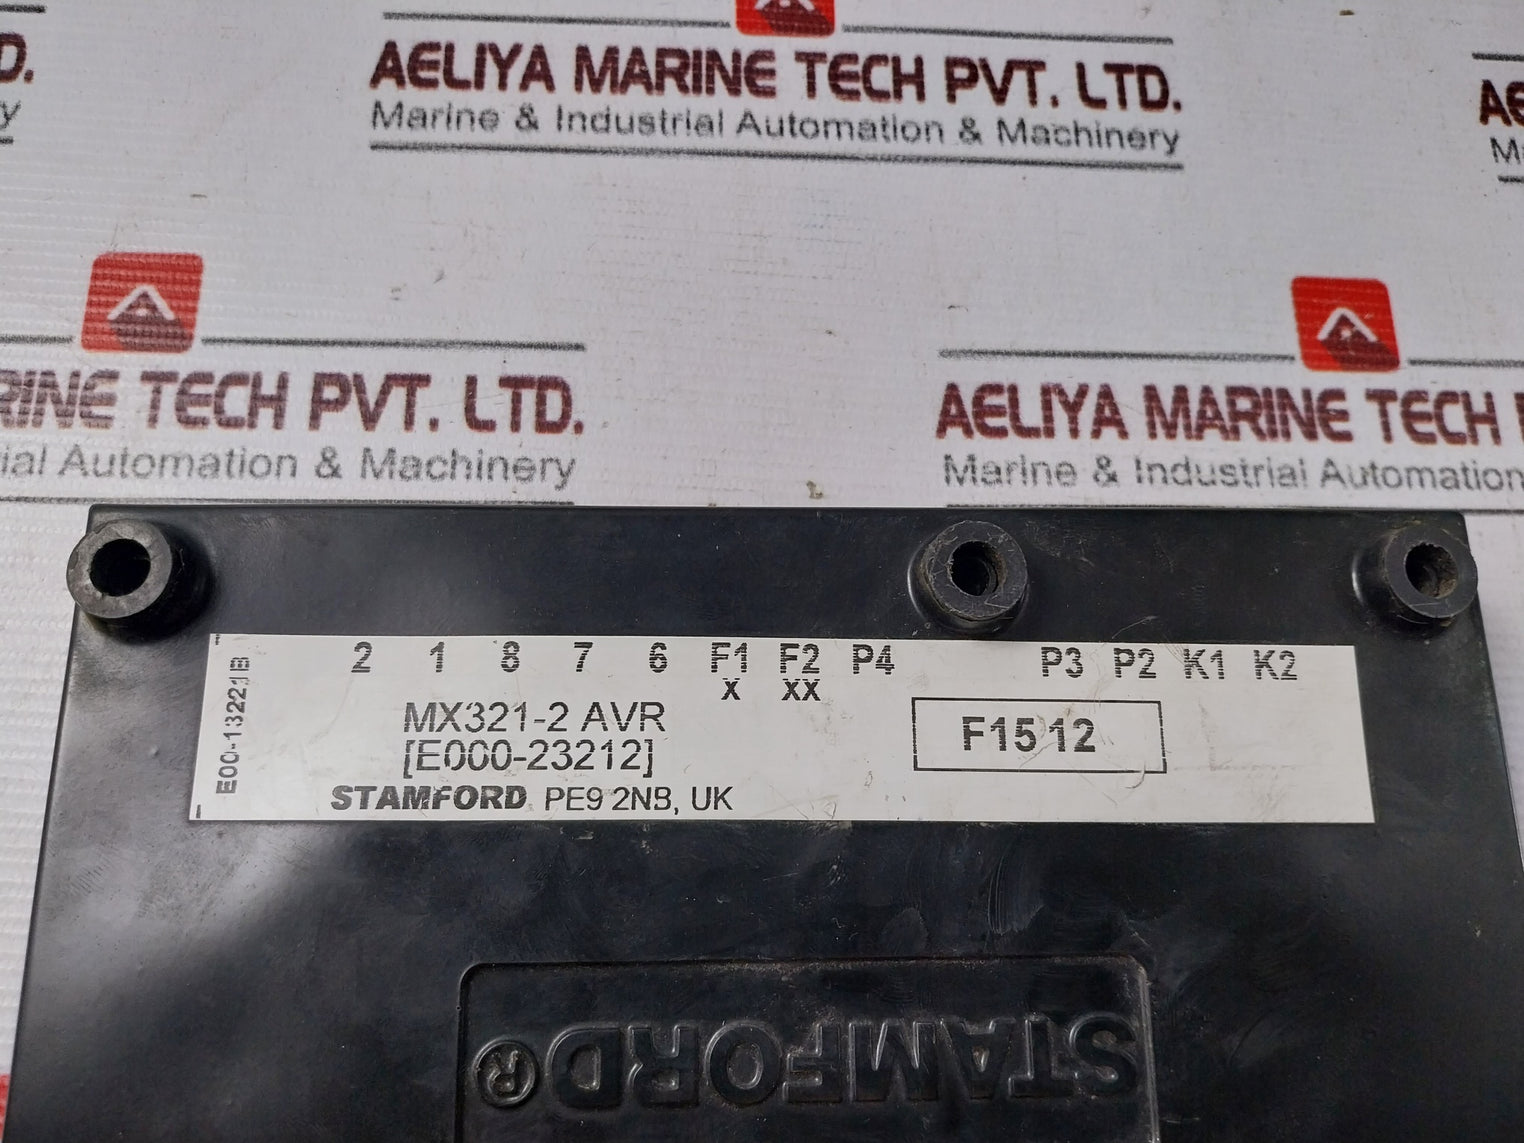 D.
y
AELIYA MARINE TECH PVT. LTD.
Marine & Industrial Automation & Machinery
RINE TECH PVT. LTD.
ial Automation & Machinery
AELIYA MARINE TECH
Marine & Industrial Automation
2 1 8 7 6 F1 F2 P4 P3 P2 K1 K2
X XX
MX321-2 AVR
[E000-23212]
F15 12
STAMFORD PE9 2NB, UK
STAMFORD®